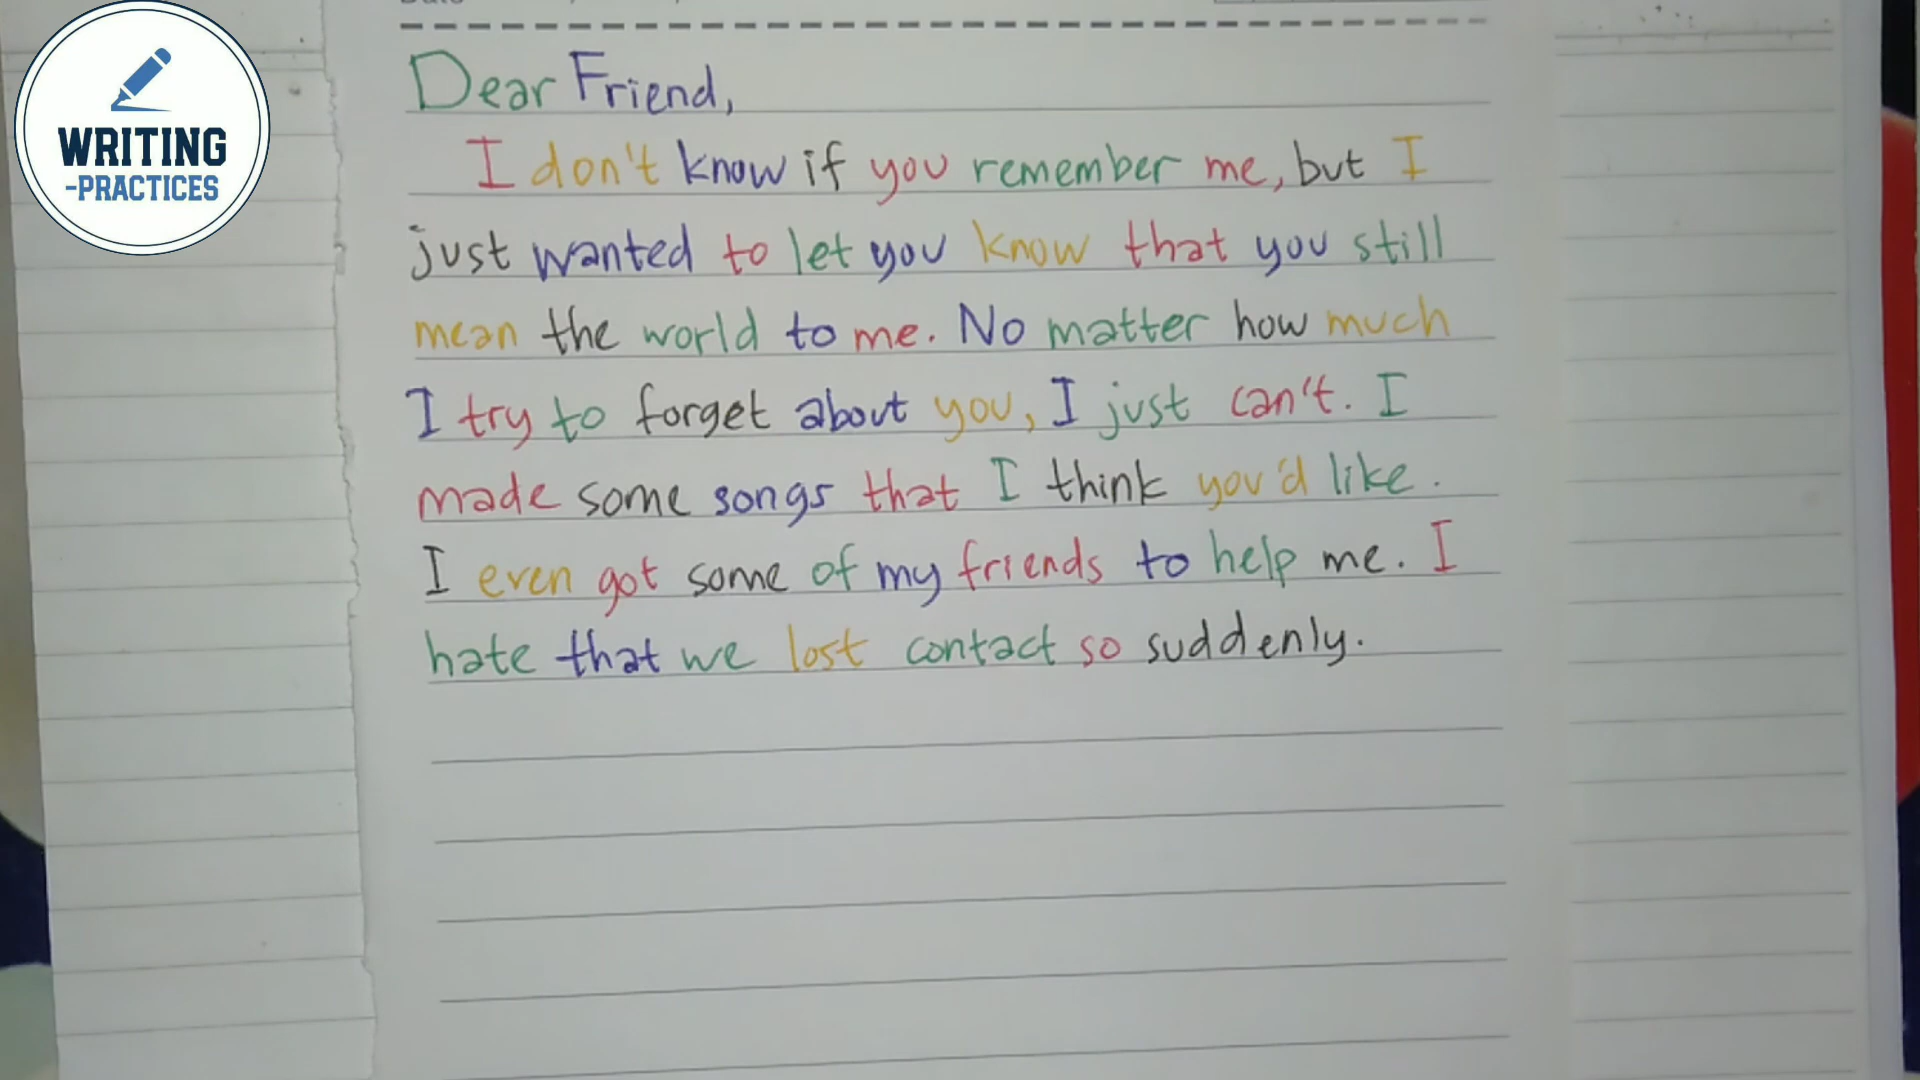 WRITING
-PRACTICES
Dear Friend,
I don't know if you remember me, but I
just wanted to let you know that you still
mean the world to me. No matter how much
I try to forget about you, I just can't. I
made some songs that I think you'd like.
I even got some of my friends to help me. I
hate that we lost contact so suddenly.